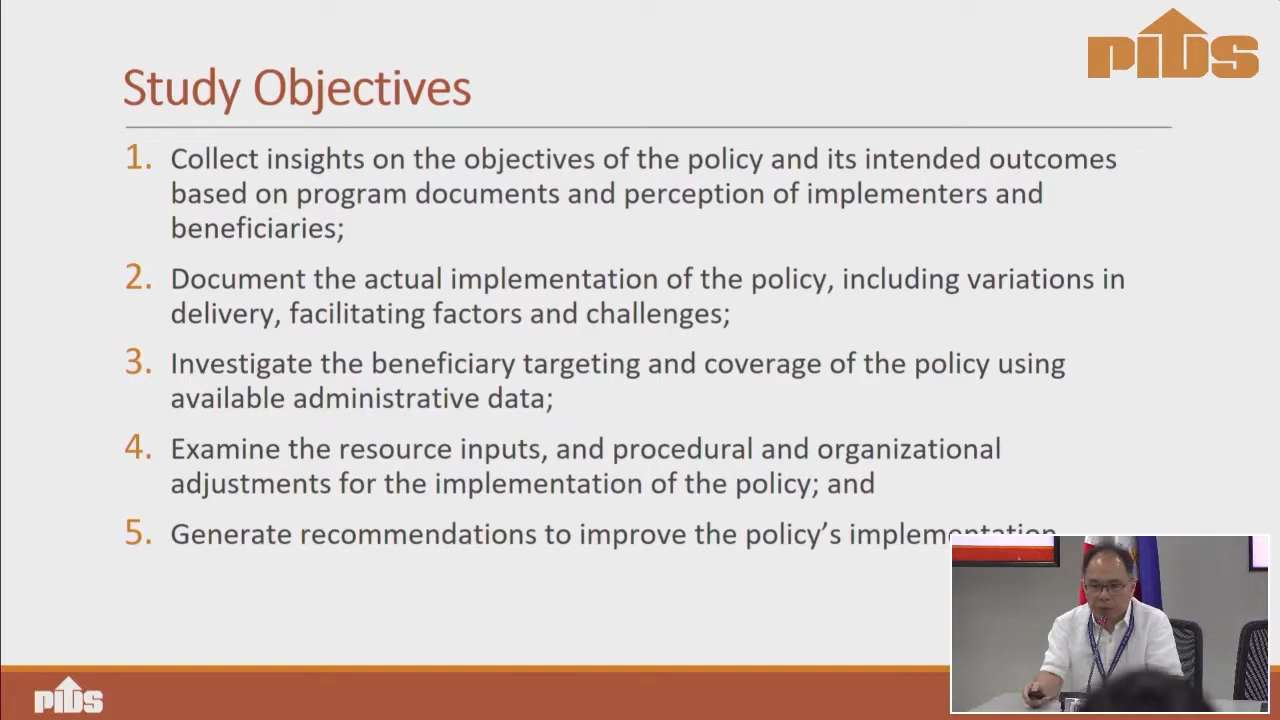 PIDS
Study Objectives
1. Collect insights on the objectives of the policy and its intended outcomes
based on program documents and perception of implementers and
beneficiaries;
2. Document the actual implementation of the policy, including variations in
delivery, facilitating factors and challenges;
3. Investigate the beneficiary targeting and coverage of the policy using
available administrative data;
4. Examine the resource inputs, and procedural and organizational
adjustments for the implementation of the policy; and
5. Generate recommendations to improve the policy’s implementation
PIDS